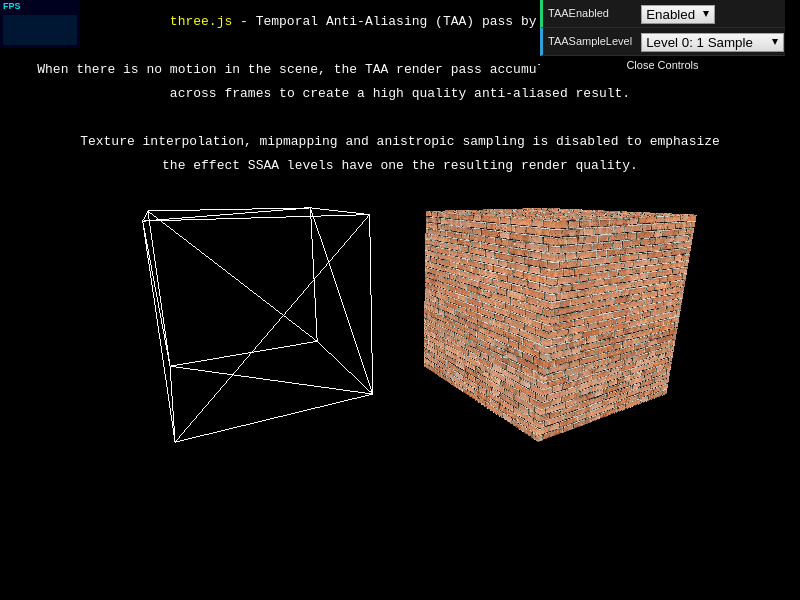 FPS
three.js - Temporal Anti-Aliasing (TAA) pass by
TAAEnabled Enabled
TAASampleLevel Level 0: 1 Sample
Close Controls
When there is no motion in the scene, the TAA render pass
across frames to create a high quality anti-aliased result.
Texture interpolation, mipmapping and anistropic sampling is disabled to emphasize
the effect SSAA levels have one the resulting render quality.